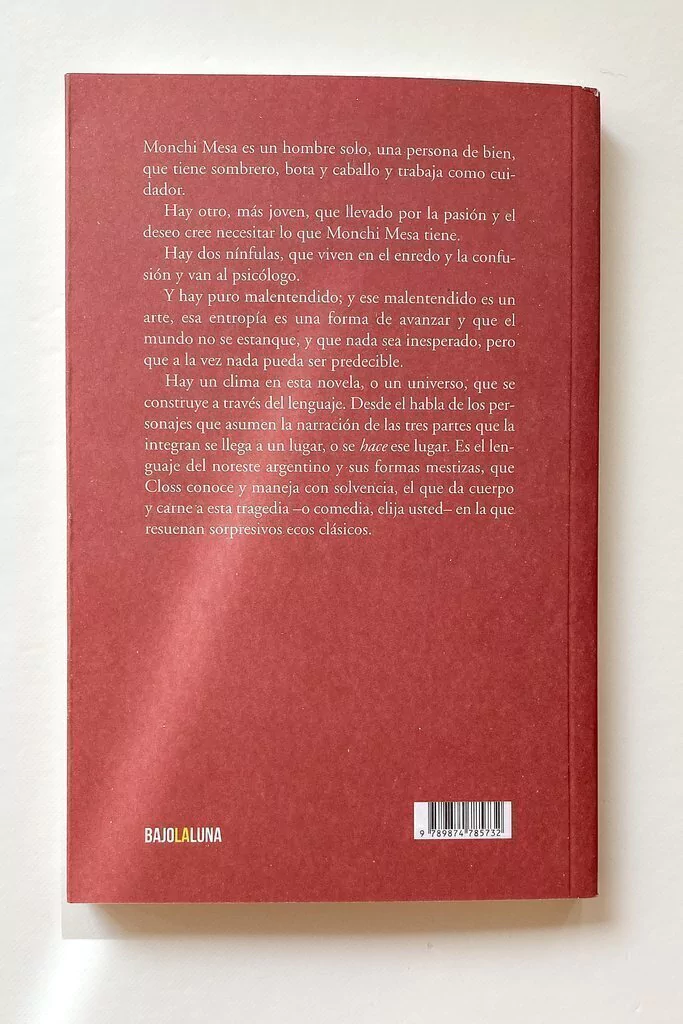 Monchi Mesa es un hombre solo, una persona de bien,
que tiene sombrero, bota y caballo y trabaja como cui-
dador.
Hay otro, más joven, que llevado por la pasión y el
deseo cree necesitar lo que Monchi Mesa tiene.
Hay dos nínfulas, que viven en el enredo y la confu-
sión y van al psicólogo.
Y hay puro malentendido; y ese malentendido es un
arte, esa entropía es una forma de avanzar y que el
mundo no se estanque, y que nada sea inesperado, pero
que a la vez nada pueda ser predecible.
Hay un clima en esta novela, o un universo, que se
construye a través del lenguaje. Desde el habla de los per-
sonajes que asumen la narración de las tres partes que la
integran se llega a un lugar, o se hace ese lugar. Es el len-
guaje del noreste argentino y sus formas mestizas, que
Closs conoce y maneja con solvencia, el que da cuerpo
y carne a esta tragedia –o comedia, elija usted– en la que
resuenan sorpresivos ecos clásicos.
BAJOLALUNA
9 789874 785732